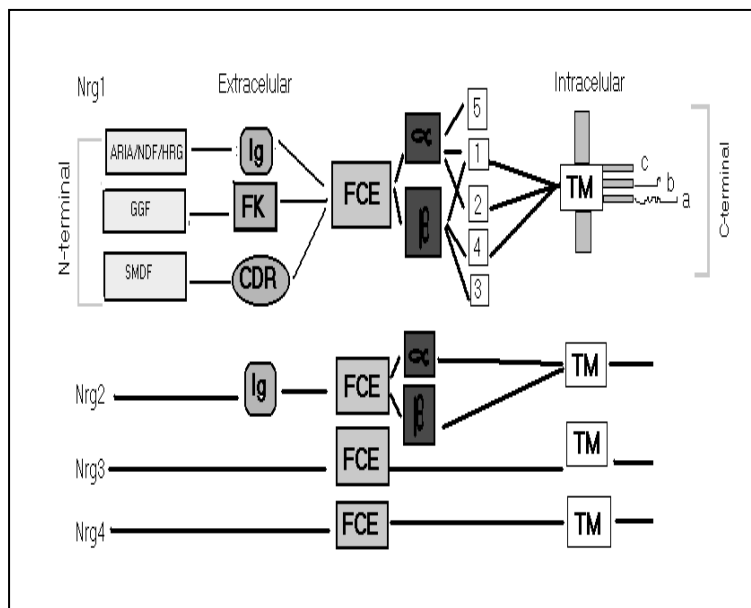 Nrg1 Extracelular Intracelular
N-terminal
C-terminal
ARIA/NDF/HRG Ig
GGF FK
SMDF CDR
FCE
α
β
5
1
2
4
3
TM
c
b
a
Nrg2 Ig FCE α β TM
Nrg3 FCE TM
Nrg4 FCE TM